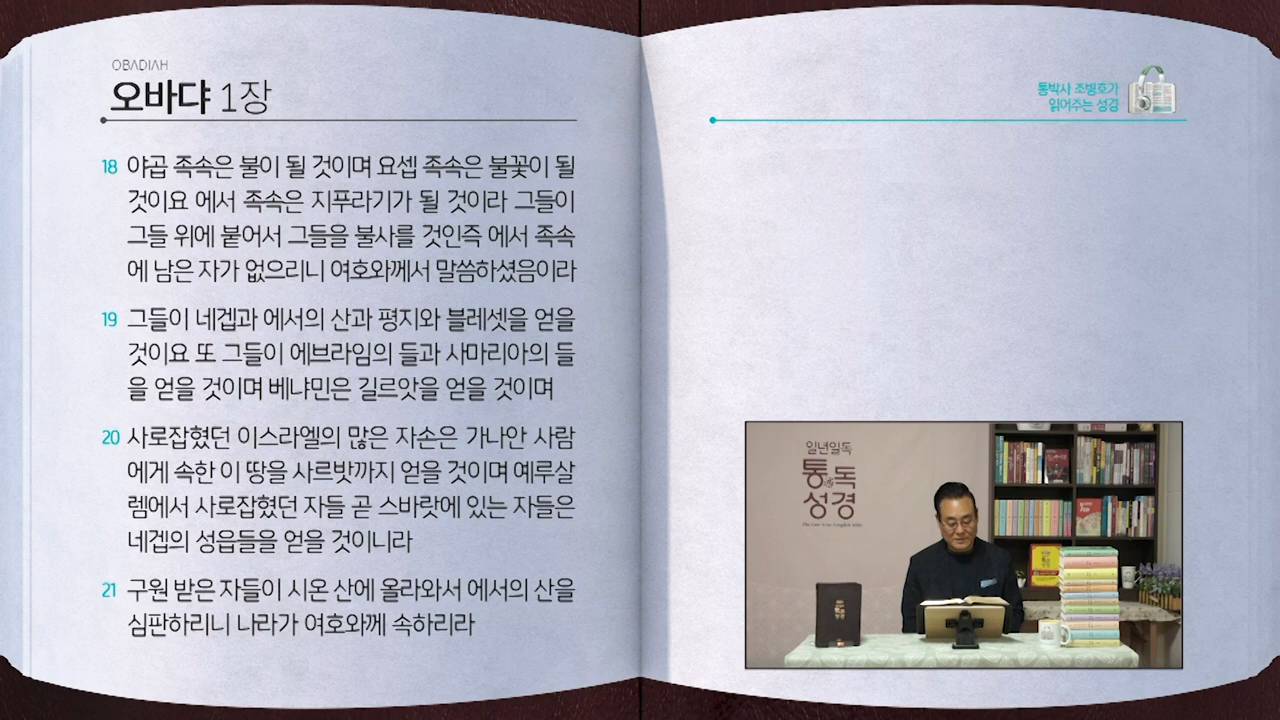 OBADIAH
오바댜 1장
18 야곱 족속은 불이 될 것이며 요셉 족속은 불꽃이 될
것이요 에서 족속은 지푸라기가 될 것이라 그들이
그들 위에 붙어서 그들을 불사를 것인즉 에서 족속
에 남은 자가 없으리니 여호와께서 말씀하셨음이라
19 그들이 네겝과 에서의 산과 평지와 블레셋을 얻을
것이요 또 그들이 에브라임의 들과 사마리아의 들
을 얻을 것이며 베냐민은 길르앗을 얻을 것이며
20 사로잡혔던 이스라엘의 많은 자손은 가나안 사람
에게 속한 이 땅을 사르밧까지 얻을 것이며 예루살
렘에서 사로잡혔던 자들 곧 스바랏에 있는 자들은
네겝의 성읍들을 얻을 것이니라
21 구원 받은 자들이 시온 산에 올라와서 에서의 산을
심판하리니 나라가 여호와께 속하리라
통박사 조병호가
읽어주는 성경
일년일독
통독
성경